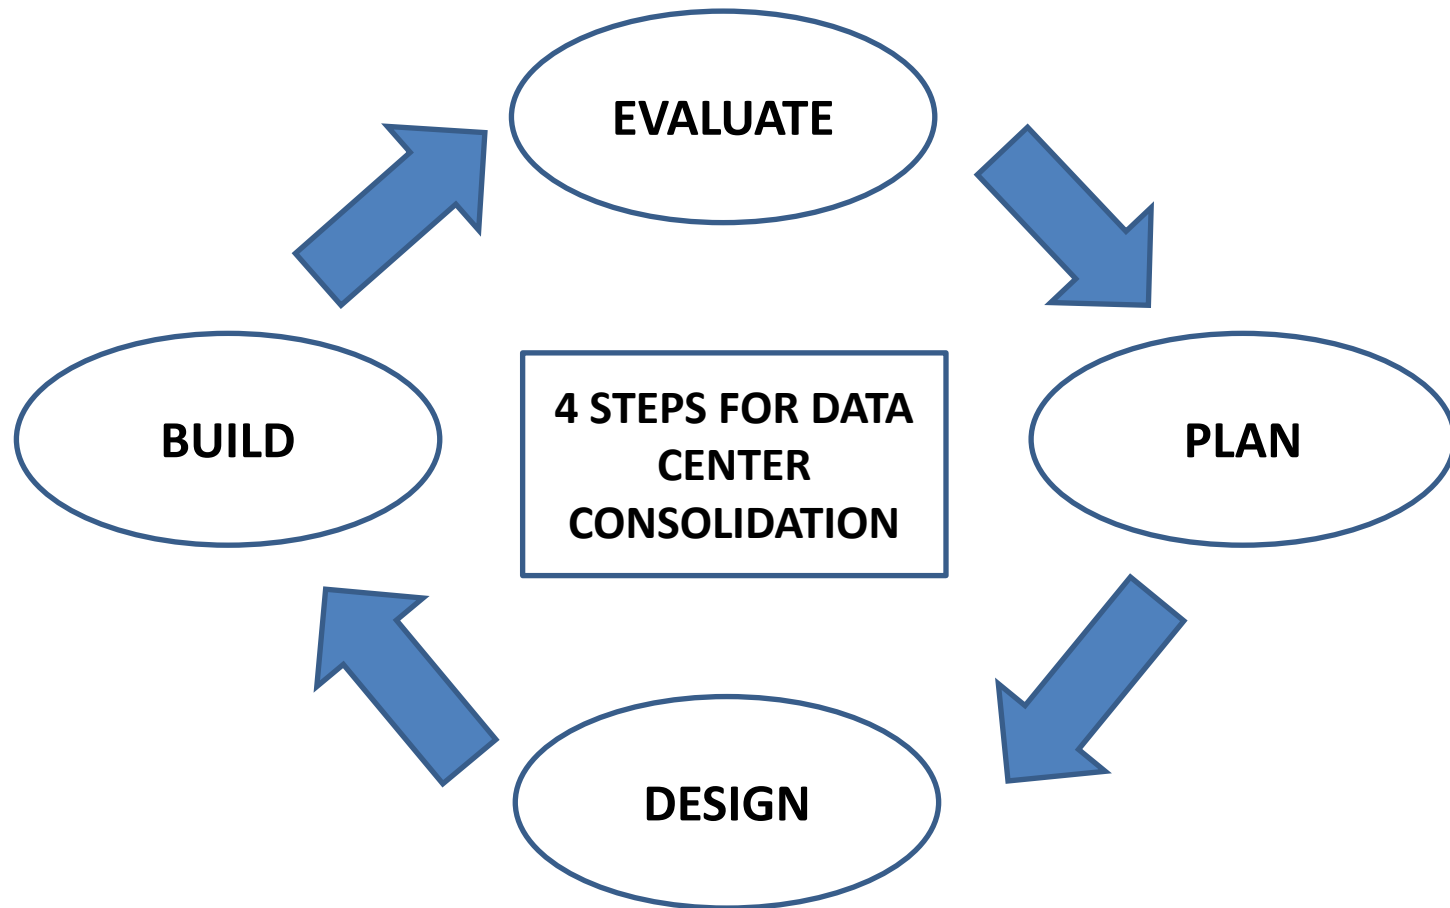 EVALUATE
BUILD
4 STEPS FOR DATA
CENTER
CONSOLIDATION
PLAN
DESIGN